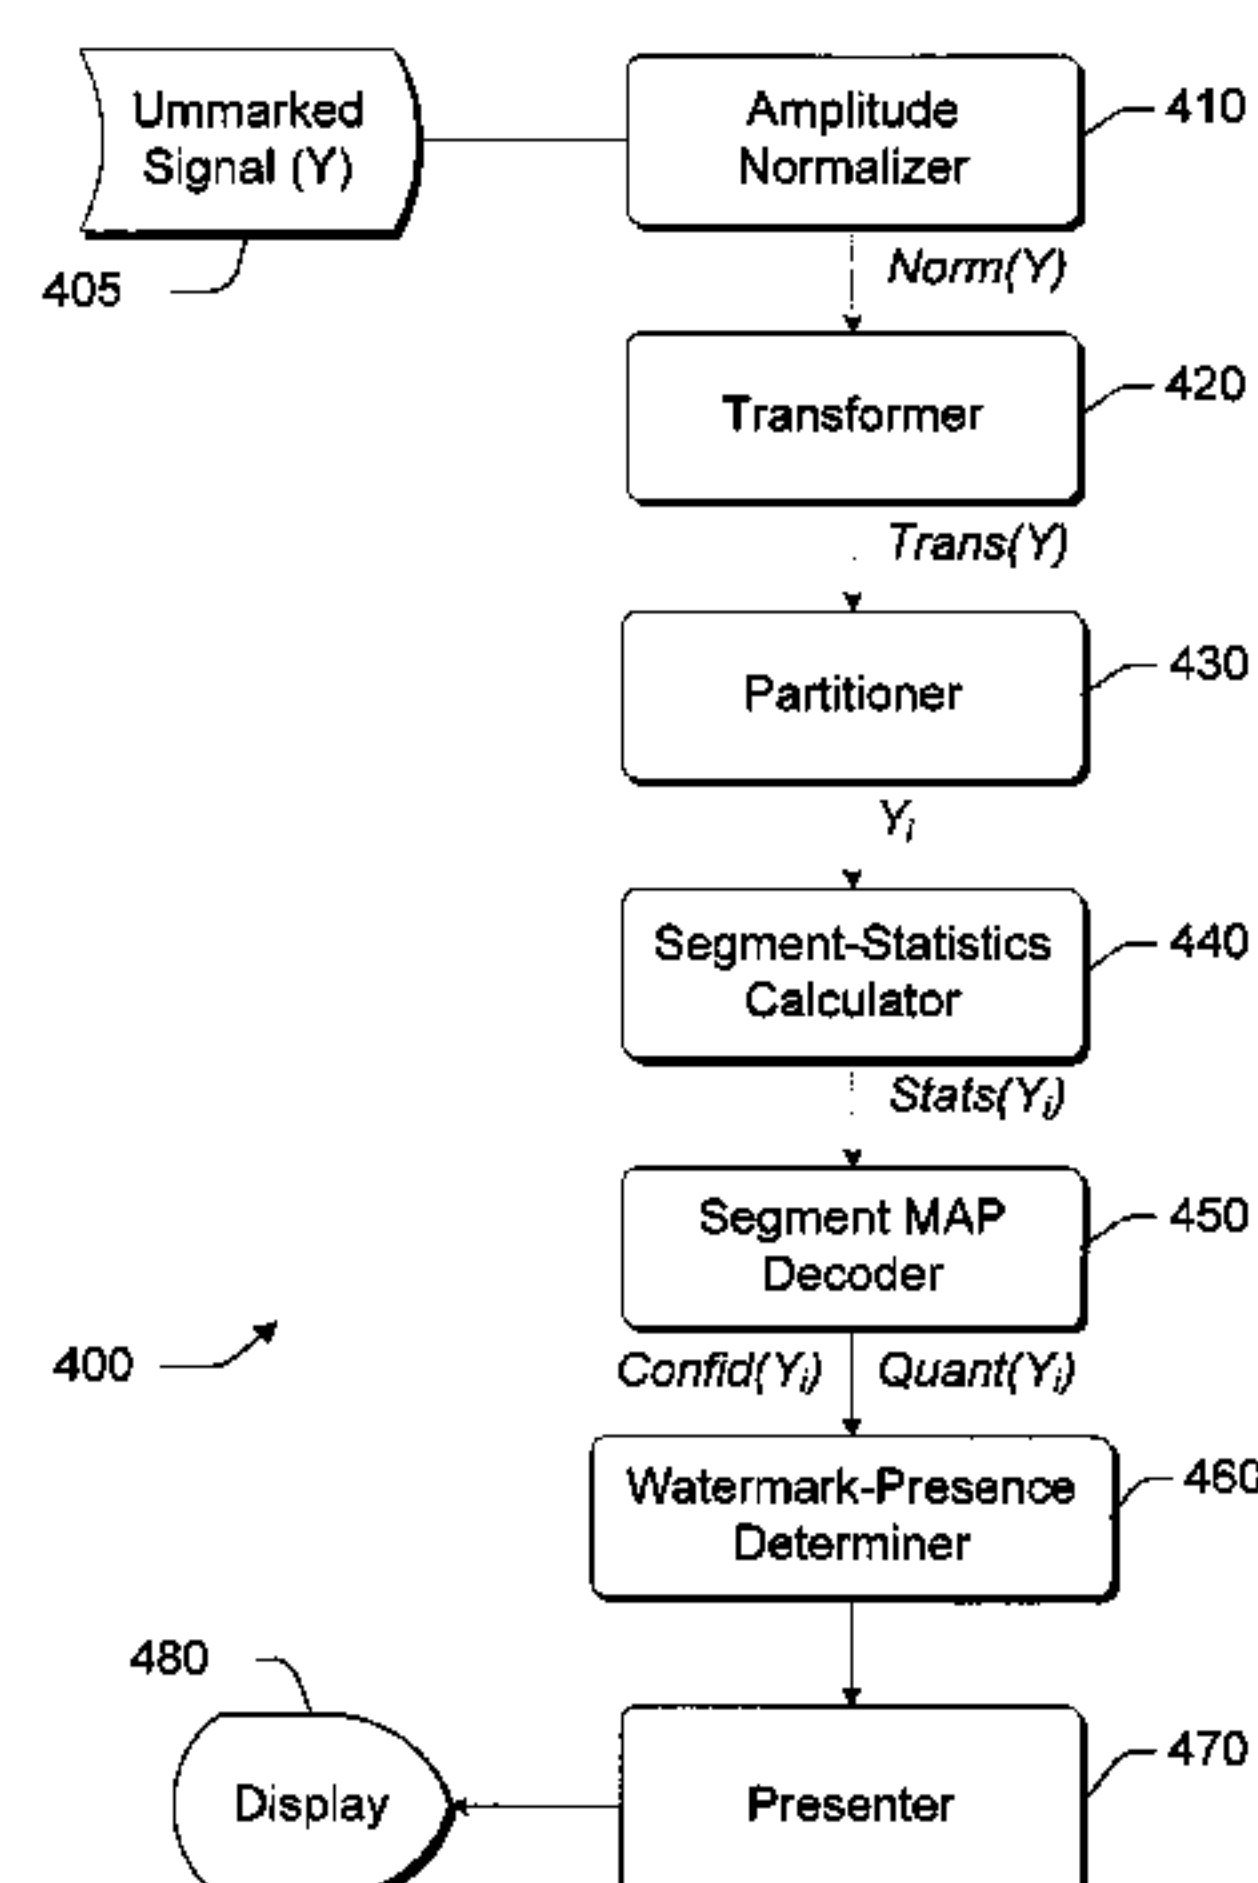 Ummarked
Signal (Y)
405
Amplitude
Normalizer
410
Norm(Y)
Transformer
420
Trans(Y)
Partitioner
430
Yi
Segment-Statistics
Calculator
440
Stats(Yi)
Segment MAP
Decoder
450
400
Confid(Yi) Quant(Yi)
Watermark-Presence
Determiner
460
480
Display
Presenter
470